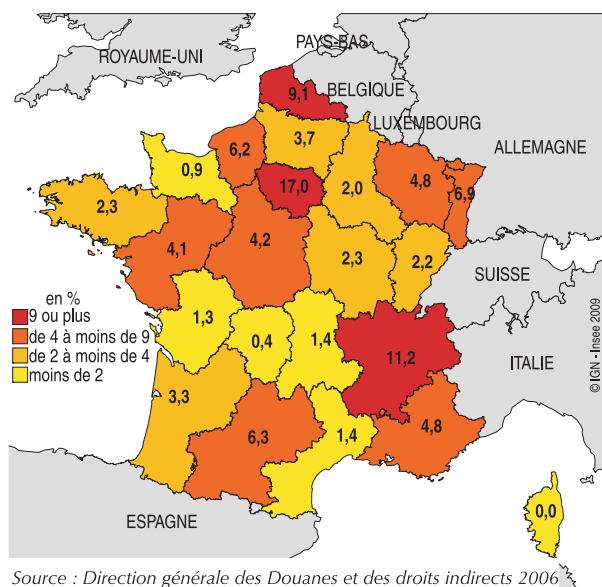 PAYS-BAS
ROYAUME-UNI
BELGIQUE
9,1
LUXEMBOURG
3,7
ALLEMAGNE
6,2
0,9
17,0
2,0
4,8
6,9
2,3
4,1
4,2
2,3
2,2
SUISSE
en %
9 ou plus
de 4 à moins de 9
de 2 à moins de 4
moins de 2
1,3
0,4
1,4
11,2
ITALIE
© IGN - Insee 2009
3,3
6,3
1,4
4,8
ESPAGNE
0,0
Source : Direction générale des Douanes et des droits indirects 2006